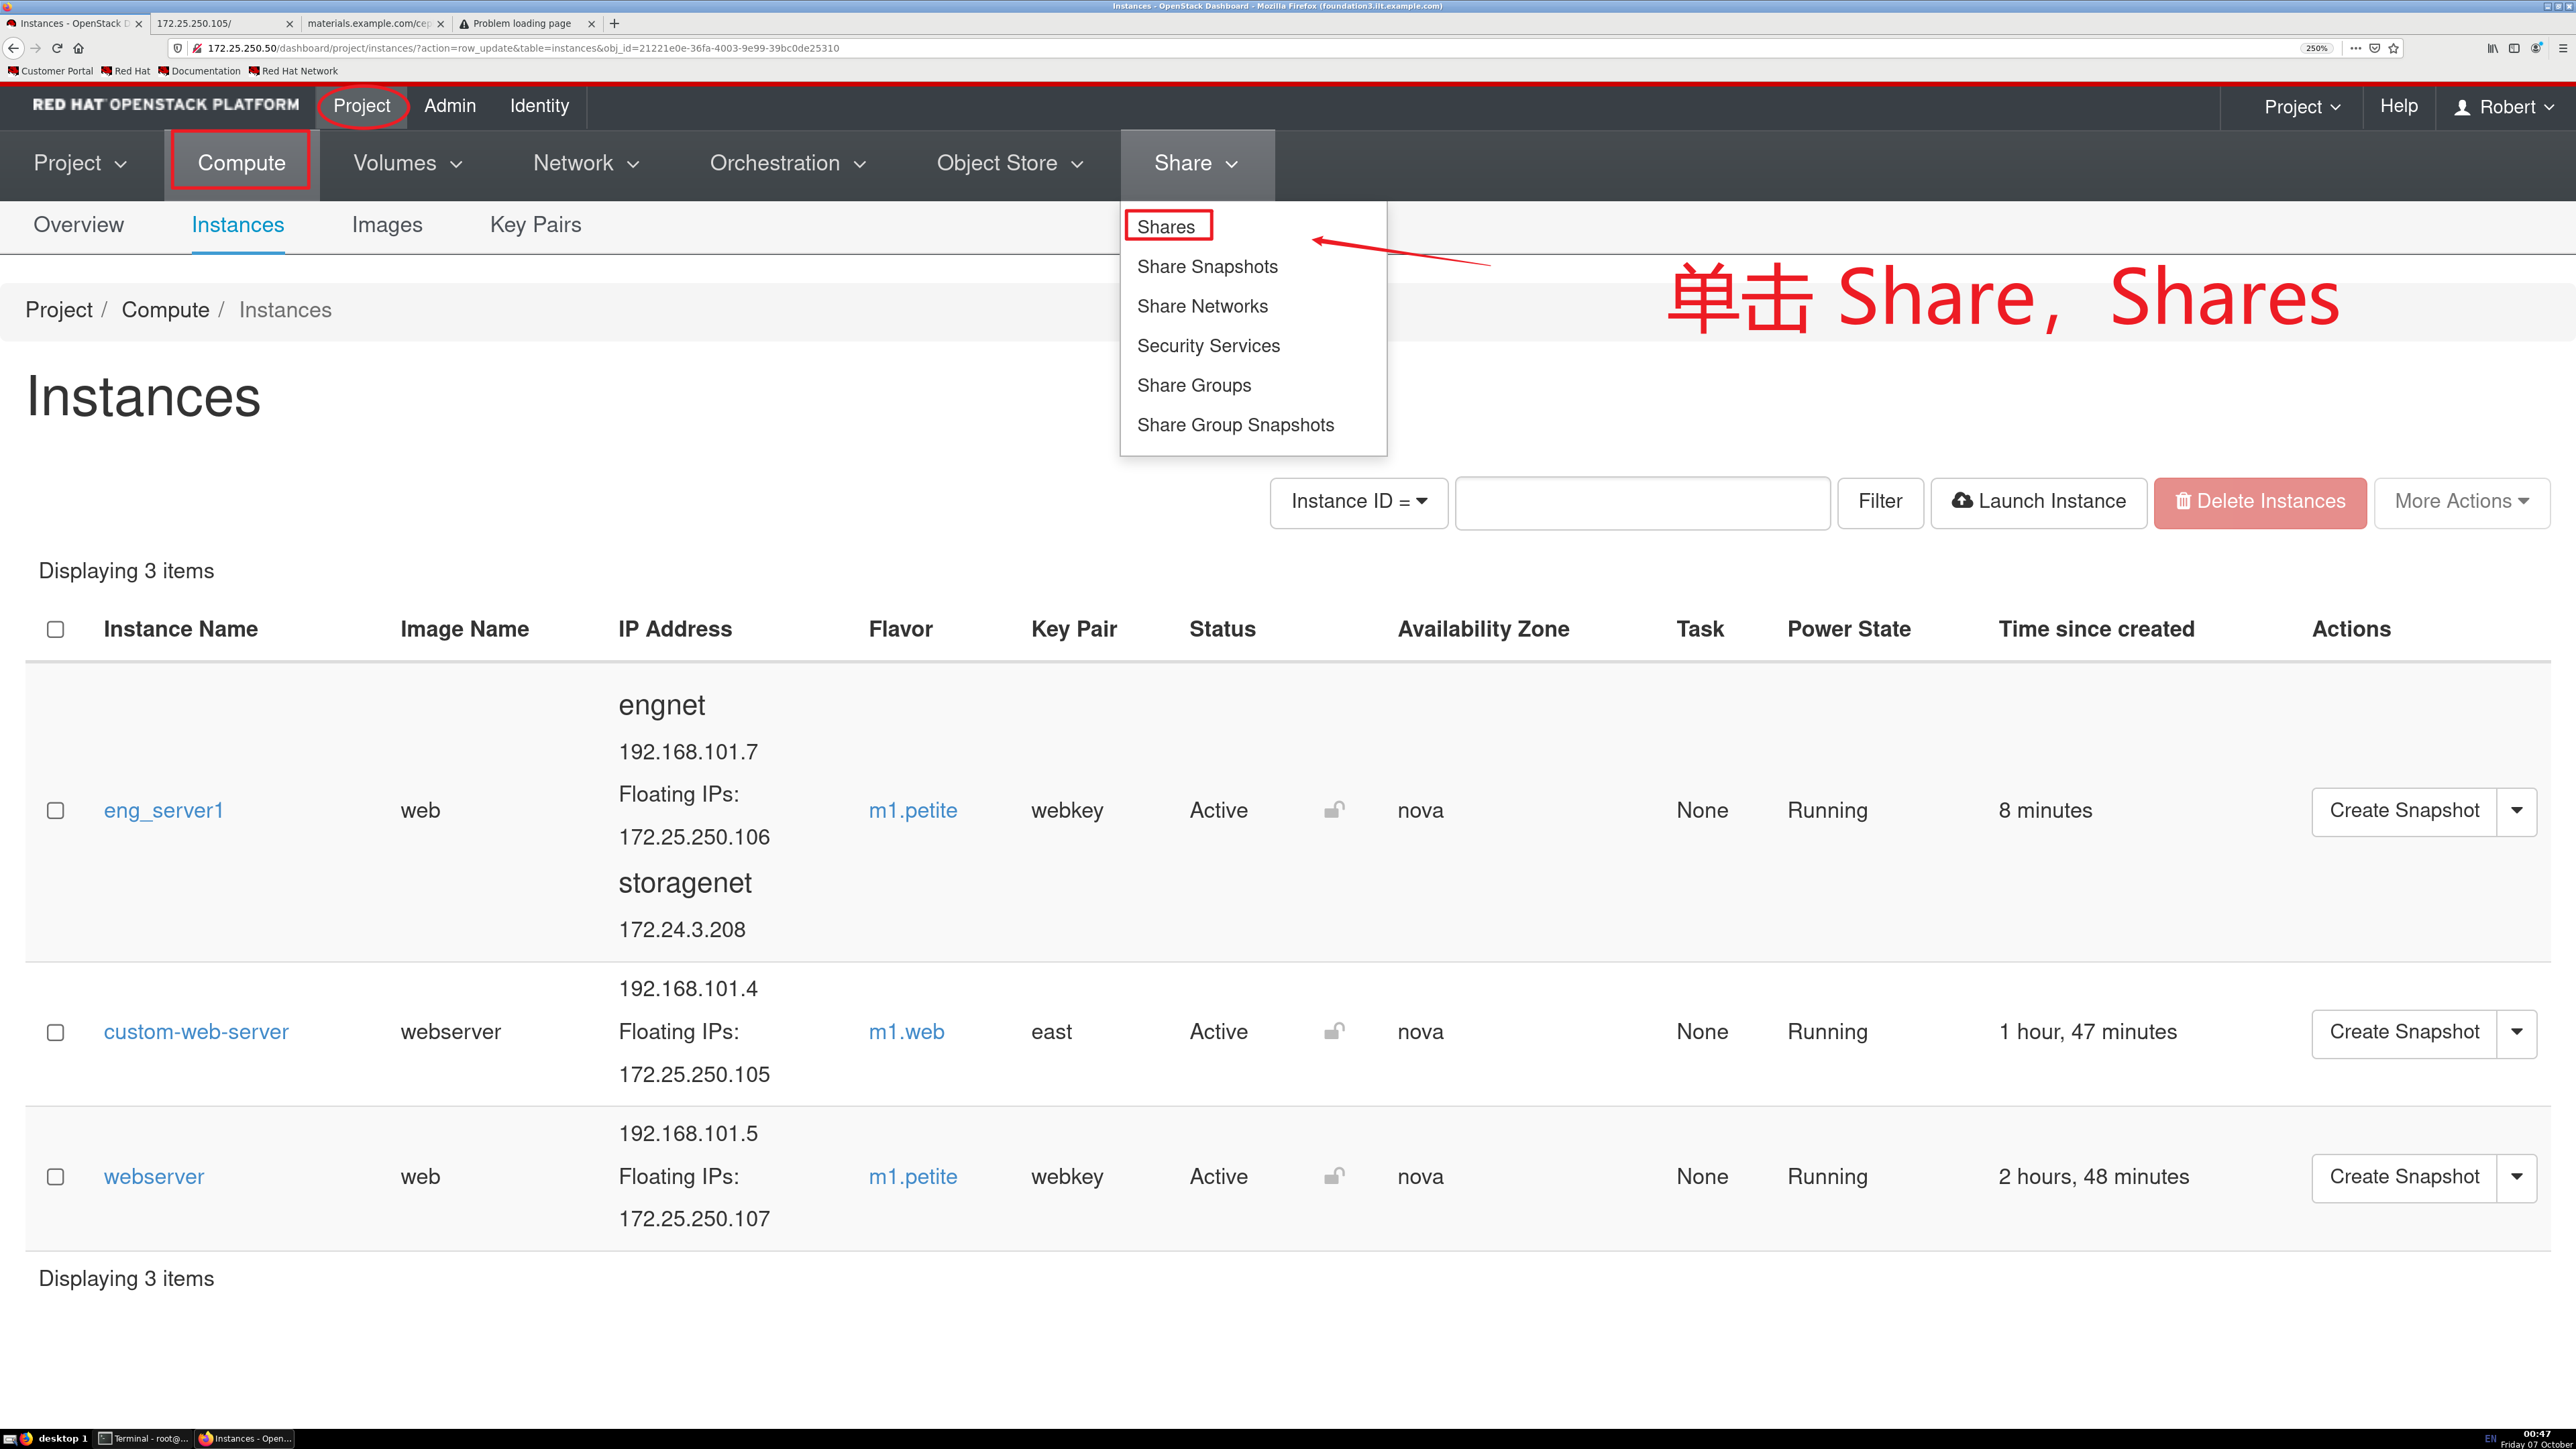 Instances - OpenStack Dashboard - Mozilla Firefox (foundation3.ilt.example.com)
Instances - OpenStack D
172.25.250.105/
materials.example.com/cep
Problem loading page
172.25.250.50/dashboard/project/instances/?action=row_update&table=instances&obj_id=21221e0e-36fa-4003-9e99-39bc0de25310
250%
Customer Portal Red Hat Documentation Red Hat Network
RED HAT OPENSTACK PLATFORM Project Admin Identity Project Help Robert
Project Compute Volumes Network Orchestration Object Store Share
Overview Instances Images Key Pairs
Shares
Share Snapshots
Share Networks
Security Services
Share Groups
Share Group Snapshots
单击 Share，Shares
Project / Compute / Instances
Instances
Instance ID = Filter Launch Instance Delete Instances More Actions
Displaying 3 items
Instance Name Image Name IP Address Flavor Key Pair Status Availability Zone Task Power State Time since created Actions
engnet
192.168.101.7
Floating IPs:
172.25.250.106
storagenet
172.24.3.208
eng_server1 web m1.petite webkey Active nova None Running 8 minutes Create Snapshot
192.168.101.4
Floating IPs:
172.25.250.105
custom-web-server webserver m1.web east Active nova None Running 1 hour, 47 minutes Create Snapshot
192.168.101.5
Floating IPs:
172.25.250.107
webserver web m1.petite webkey Active nova None Running 2 hours, 48 minutes Create Snapshot
Displaying 3 items
desktop 1 Terminal - root@... Instances - Open...
EN 00:47
Friday 07 October